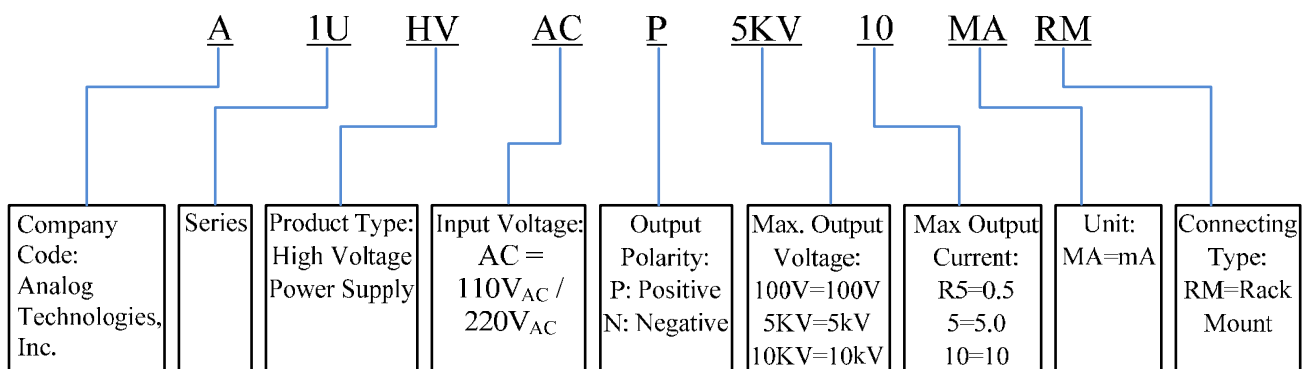 A 1U HV AC P 5KV 10 MA RM
Company
Code:
Analog
Technologies,
Inc.
Series
Product Type:
High Voltage
Power Supply
Input Voltage:
AC =
110VAC /
220VAC
Output
Polarity:
P: Positive
N: Negative
Max. Output
Voltage:
100V=100V
5KV=5kV
10KV=10kV
Max Output
Current:
R5=0.5
5=5.0
10=10
Unit:
MA=mA
Connecting
Type:
RM=Rack
Mount